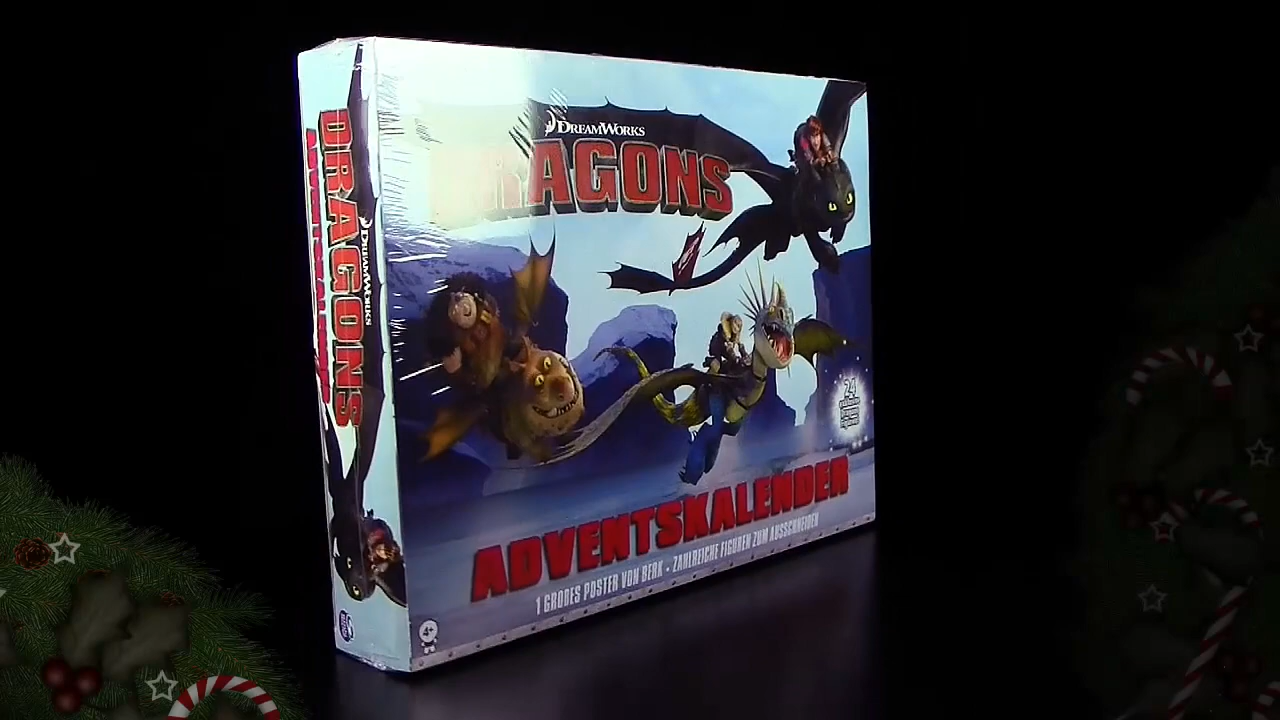 DREAMWORKS
DRAGONS
24
ADVENTSKALENDER
1 GROßES POSTER VON BERK • ZAHLREICHE FIGUREN ZUM AUSSCHNEIDEN
4+
DRAGONS
DREAMWORKS